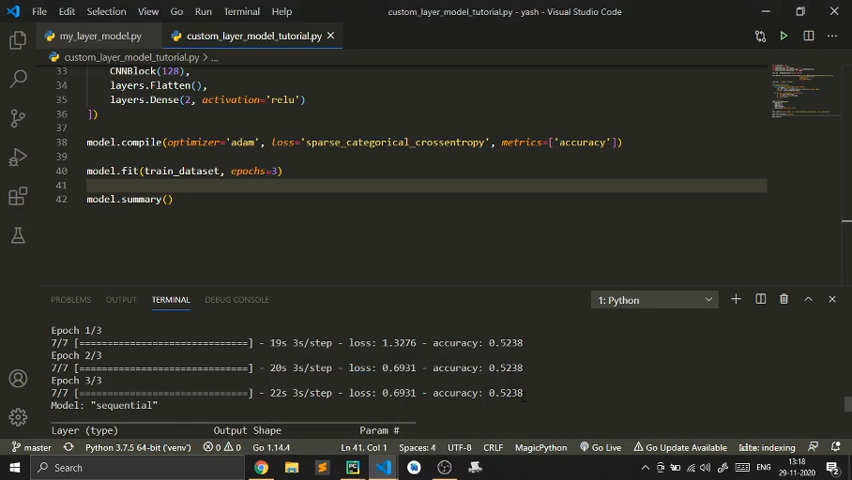 File Edit Selection View Go Run Terminal Help
custom_layer_model_tutorial.py - yash - Visual Studio Code
my_layer_model.py
custom_layer_model_tutorial.py
custom_layer_model_tutorial.py > ...
33 CNNBlock(128),
34 layers.Flatten(),
35 layers.Dense(2, activation='relu')
36 ])
37
38 model.compile(optimizer='adam', loss='sparse_categorical_crossentropy', metrics=['accuracy'])
39
40 model.fit(train_dataset, epochs=3)
41
42 model.summary()
PROBLEMS OUTPUT TERMINAL DEBUG CONSOLE
1: Python
Epoch 1/3
7/7 [==============================] - 19s 3s/step - loss: 1.3276 - accuracy: 0.5238
Epoch 2/3
7/7 [==============================] - 20s 3s/step - loss: 0.6931 - accuracy: 0.5238
Epoch 3/3
7/7 [==============================] - 22s 3s/step - loss: 0.6931 - accuracy: 0.5238
Model: "sequential"
Layer (type) Output Shape Param #
master Python 3.7.5 64-bit ('venv') 0 0 Go 1.14.4 Ln 41, Col 1 Spaces: 4 UTF-8 CRLF MagicPython Go Live Go Update Available kite: indexing
Search
ENG
13:18
29-11-2020
2